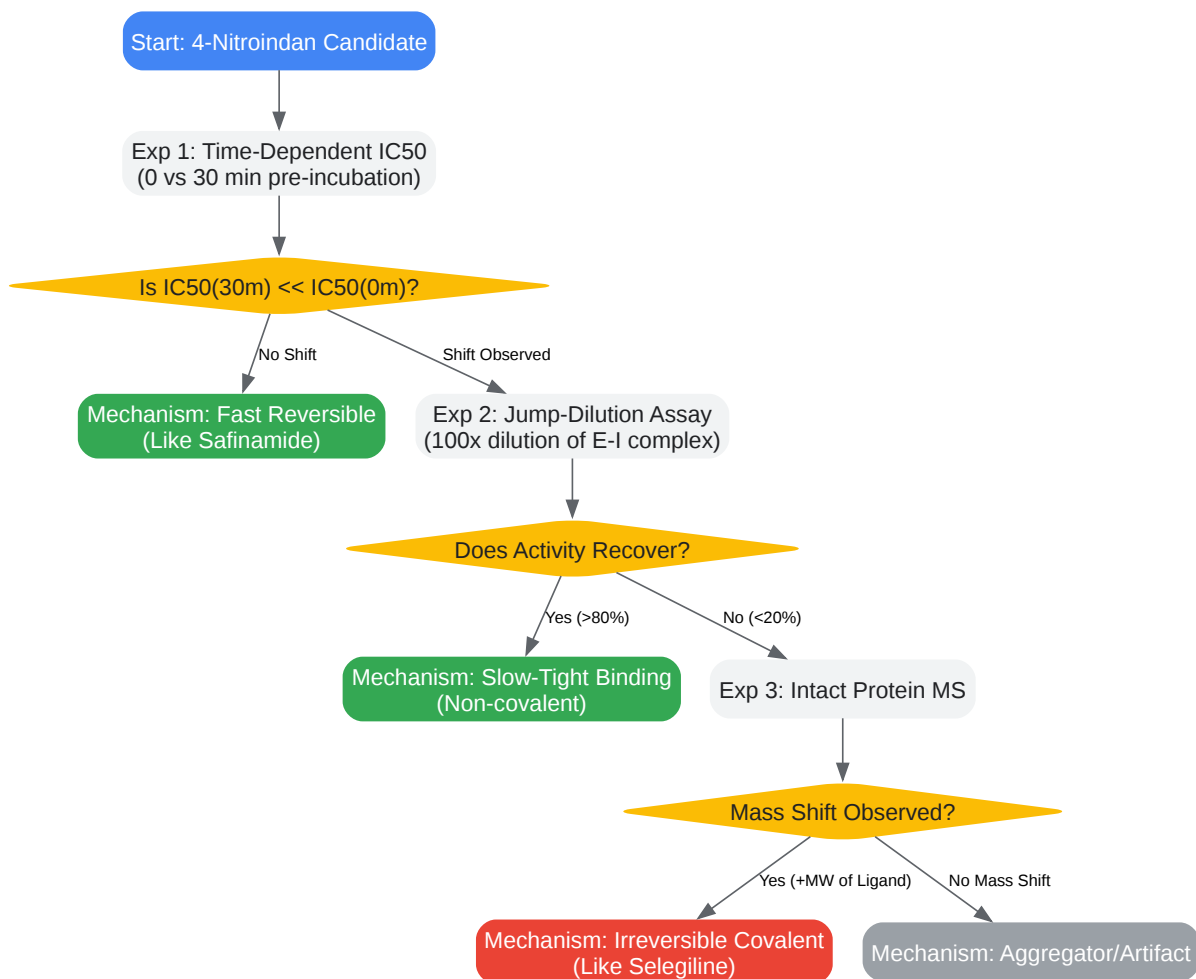 Start: 4-Nitroindan Candidate
Exp 1: Time-Dependent IC50
(0 vs 30 min pre-incubation)
Is IC50(30m) << IC50(0m)?
No Shift
Shift Observed
Mechanism: Fast Reversible
(Like Safinamide)
Exp 2: Jump-Dilution Assay
(100x dilution of E-I complex)
Does Activity Recover?
Yes (>80%)
No (<20%)
Mechanism: Slow-Tight Binding
(Non-covalent)
Exp 3: Intact Protein MS
Mass Shift Observed?
Yes (+MW of Ligand)
No Mass Shift
Mechanism: Irreversible Covalent
(Like Selegiline)
Mechanism: Aggregator/Artifact